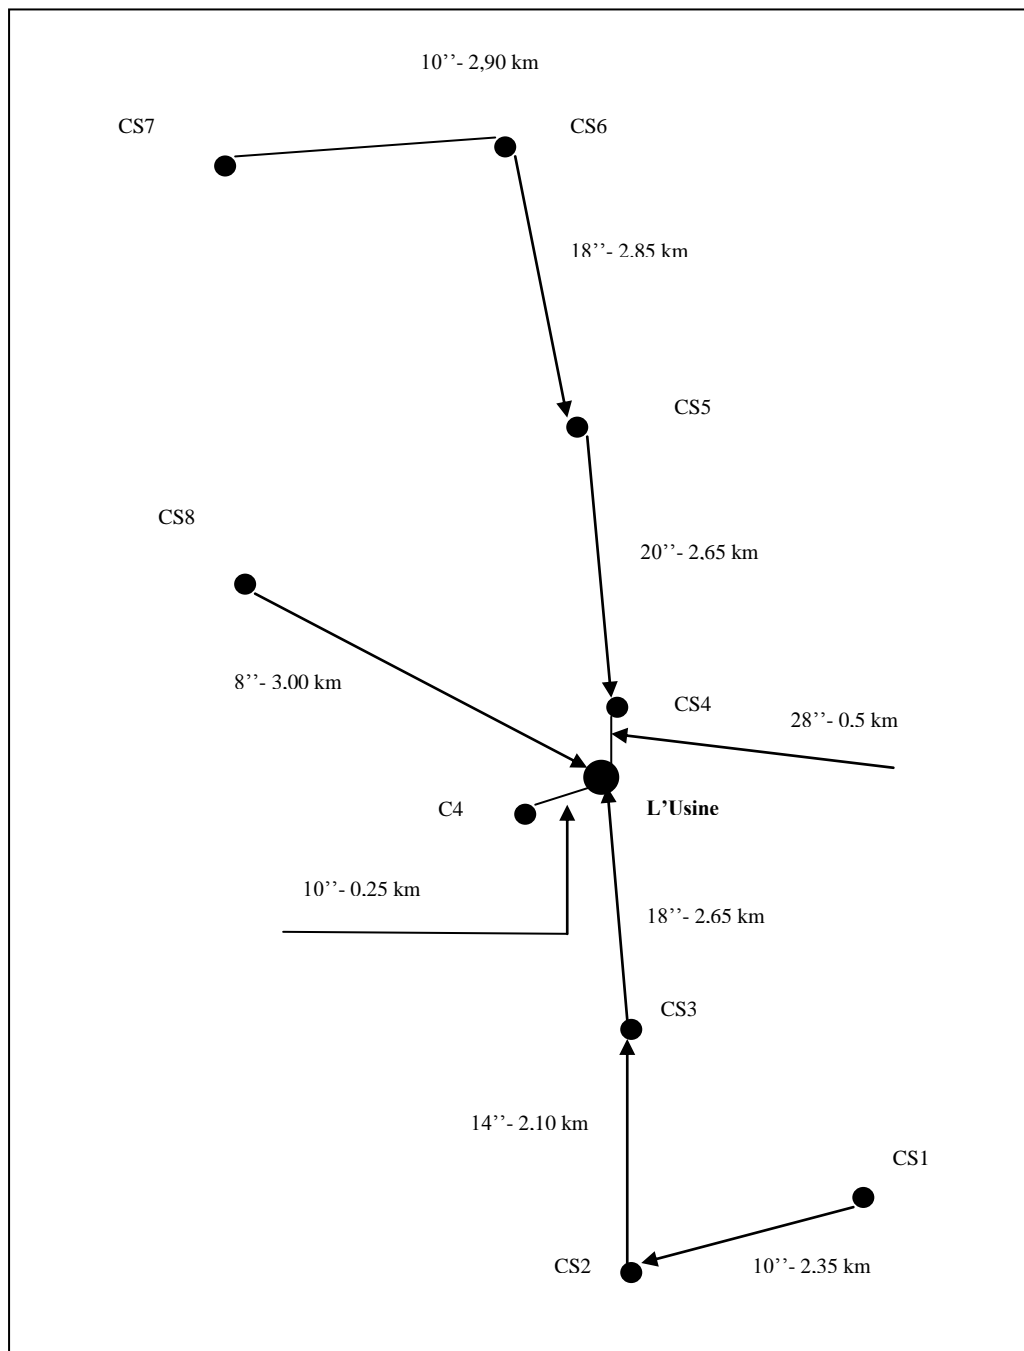 10’’- 2,90 km
CS7
CS6
18’’- 2.85 km
CS5
CS8
20’’- 2.65 km
8’’- 3.00 km
CS4
28’’- 0.5 km
C4
L’Usine
10’’- 0.25 km
18’’- 2.65 km
CS3
14’’- 2.10 km
CS1
CS2
10’’- 2.35 km